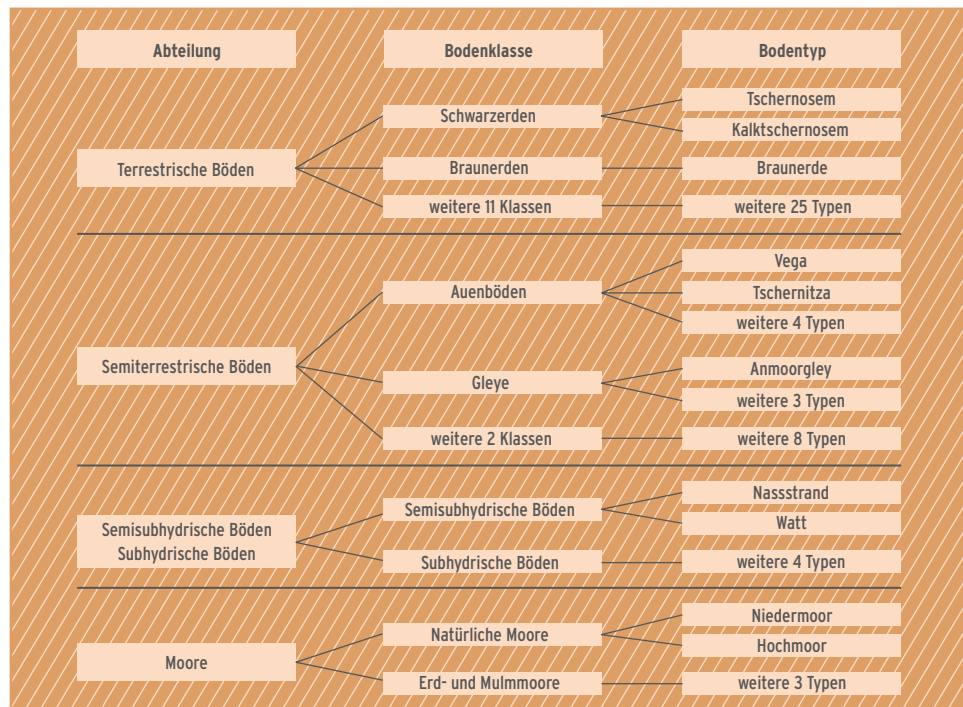 Abteilung
Bodenklasse
Bodentyp
Terrestrische Böden
Schwarzerden
Tschernosem
Kalktschernosem
Braunerden
Braunerde
weitere 11 Klassen
weitere 25 Typen
Semiterrestrische Böden
Auenböden
Vega
Tschernitza
weitere 4 Typen
Gleye
Anmoorgley
weitere 3 Typen
weitere 2 Klassen
weitere 8 Typen
Semisubhydrische Böden
Subhydrische Böden
Semisubhydrische Böden
Nassstrand
Watt
Subhydrische Böden
weitere 4 Typen
Moore
Natürliche Moore
Niedermoor
Hochmoor
Erd- und Mulmmoore
weitere 3 Typen